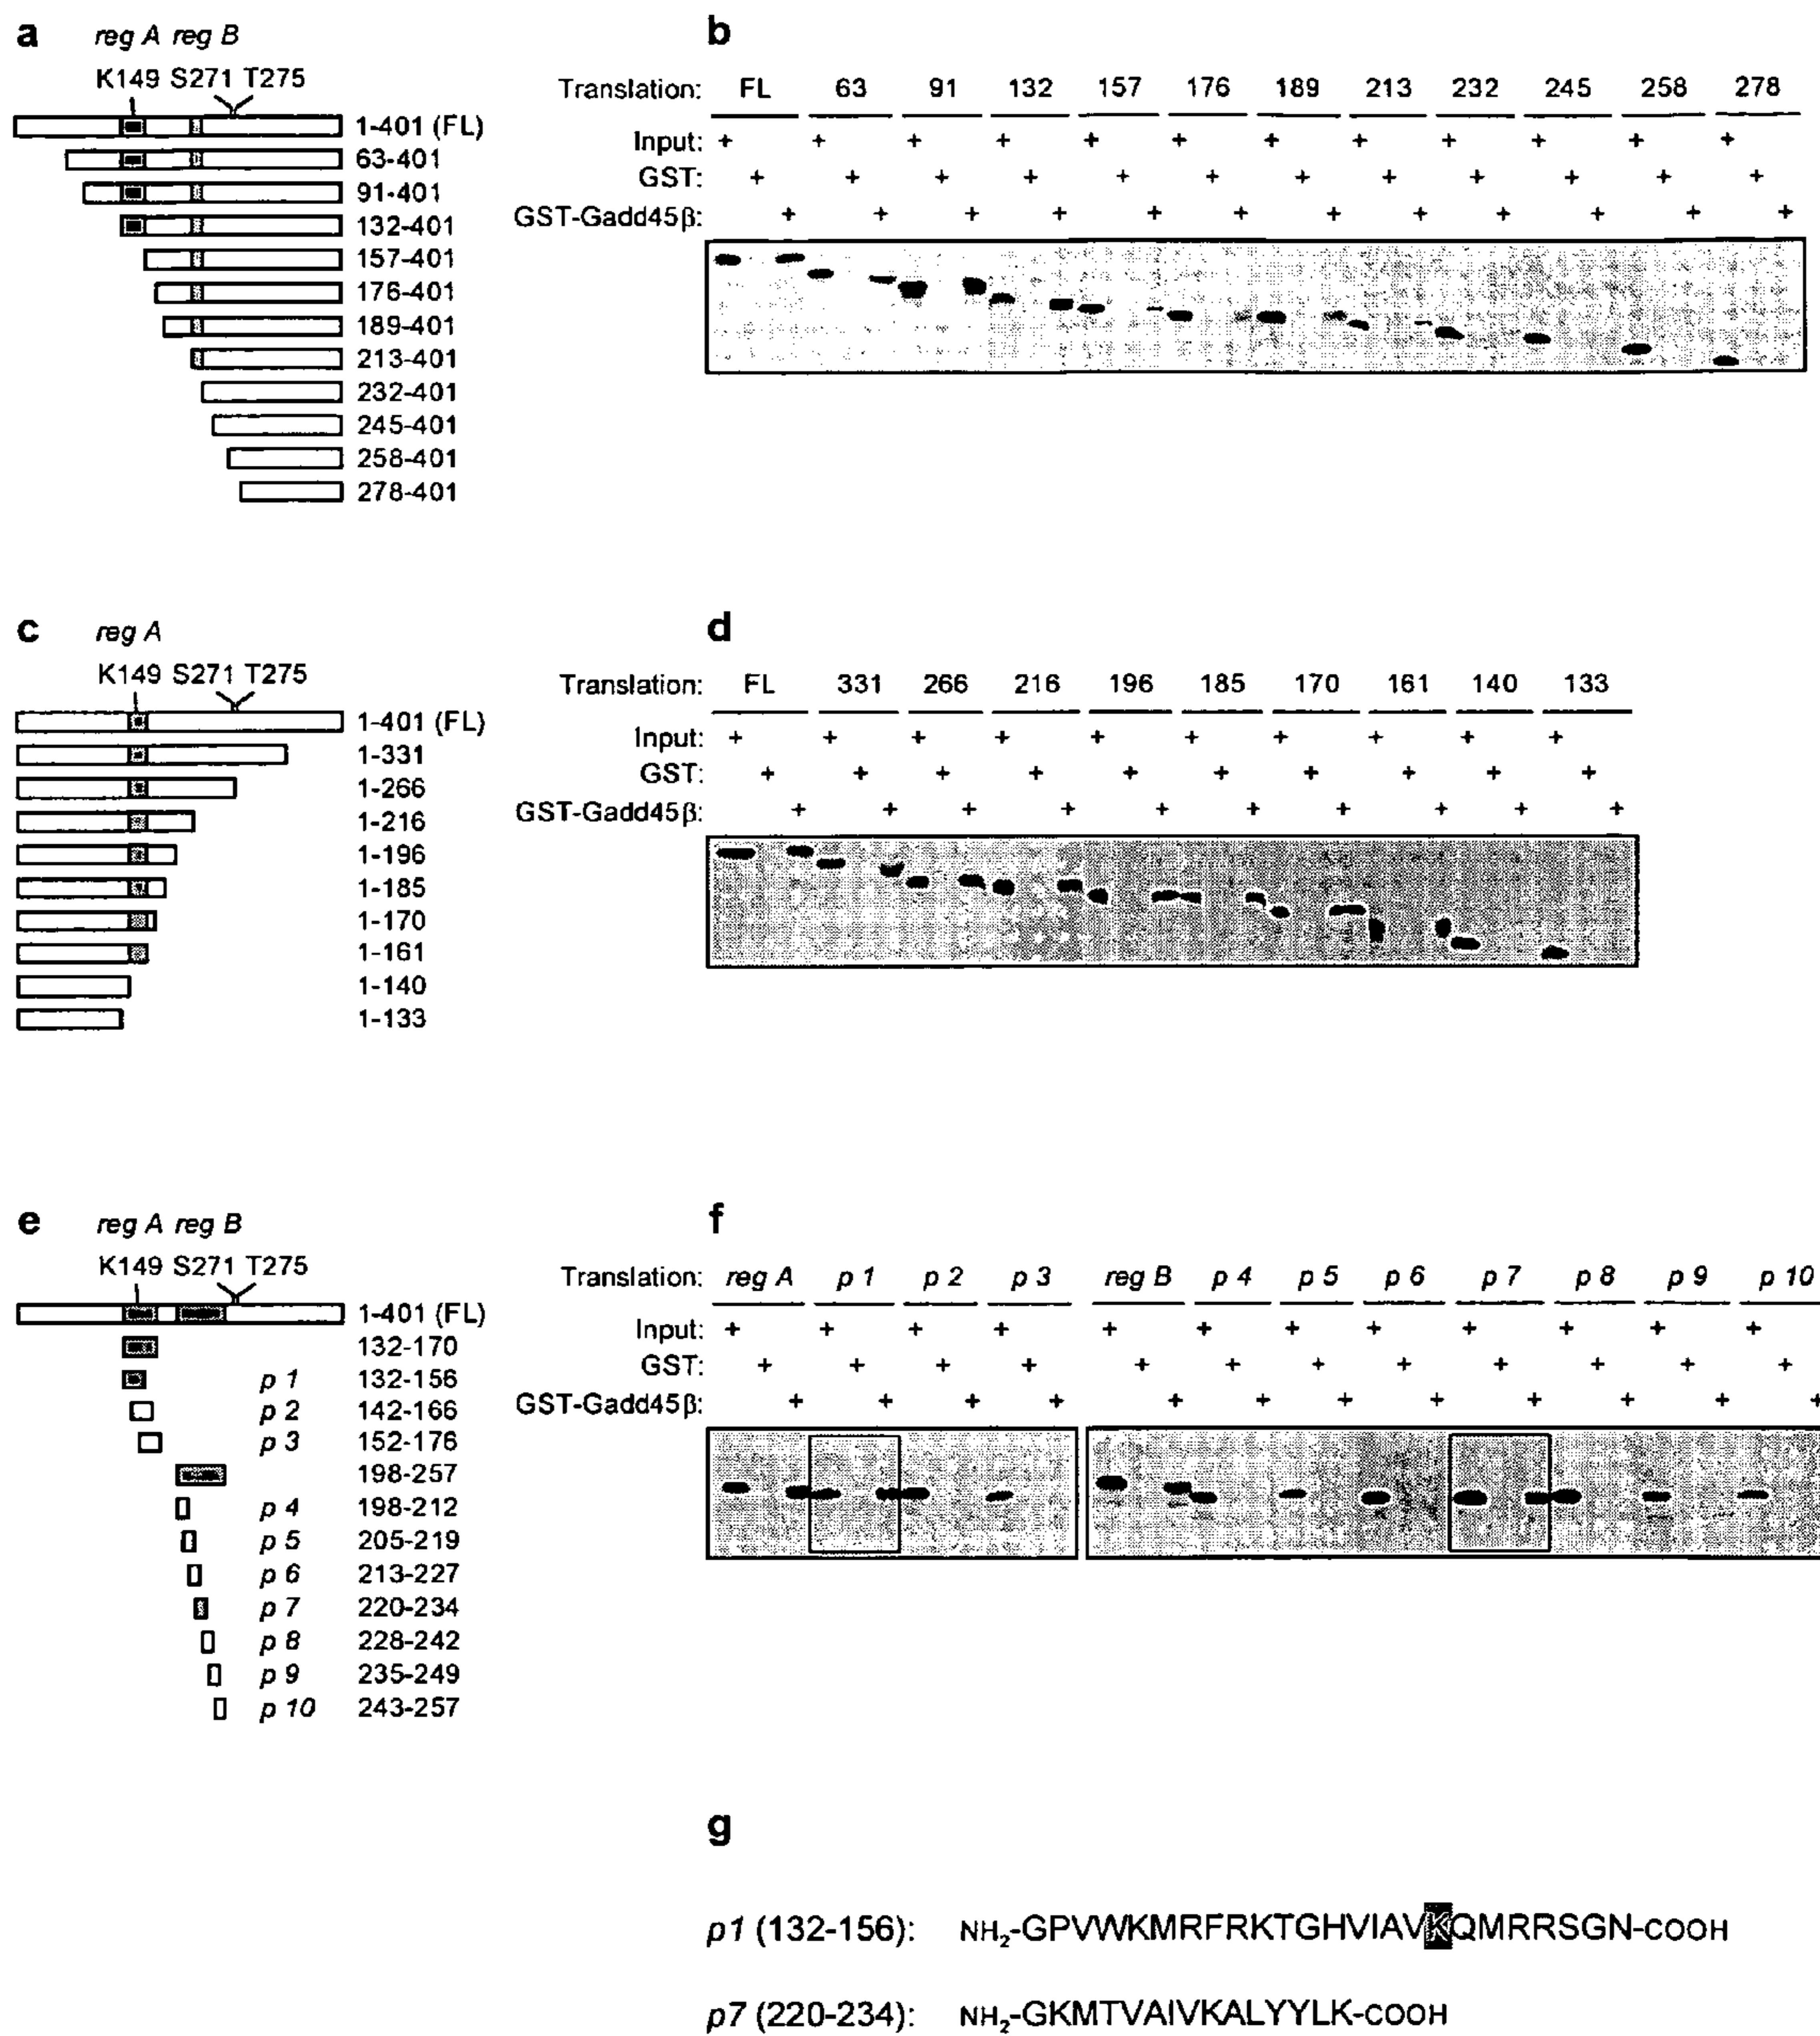 a
reg A reg B
K149 S271 T275
1-401 (FL)
63-401
91-401
132-401
157-401
176-401
189-401
213-401
232-401
245-401
258-401
278-401
b
Translation: FL 63 91 132 157 176 189 213 232 245 258 278
Input: + + + + + + + + + + + +
GST: + + + + + + + + + + + +
GST-Gadd45β: + + + + + + + + + + + +
c
reg A
K149 S271 T275
1-401 (FL)
1-331
1-266
1-216
1-196
1-185
1-170
1-161
1-140
1-133
d
Translation: FL 331 266 216 196 185 170 161 140 133
Input: + + + + + + + + + +
GST: + + + + + + + + + +
GST-Gadd45β: + + + + + + + + + +
e
reg A reg B
K149 S271 T275
1-401 (FL)
132-170
p 1 132-156
p 2 142-166
p 3 152-176
198-257
p 4 198-212
p 5 205-219
p 6 213-227
p 7 220-234
p 8 228-242
p 9 235-249
p 10 243-257
f
Translation: reg A p 1 p 2 p 3 reg B p 4 p 5 p 6 p 7 p 8 p 9 p 10
Input: + + + + + + + + + + + +
GST: + + + + + + + + + + + +
GST-Gadd45β: + + + + + + + + + + + +
g
p1 (132-156): NH2-GPVWKMRFRKTGHVIAVKQMRRSGN-COOH
p7 (220-234): NH2-GKMTVAIVKALYYLK-COOH